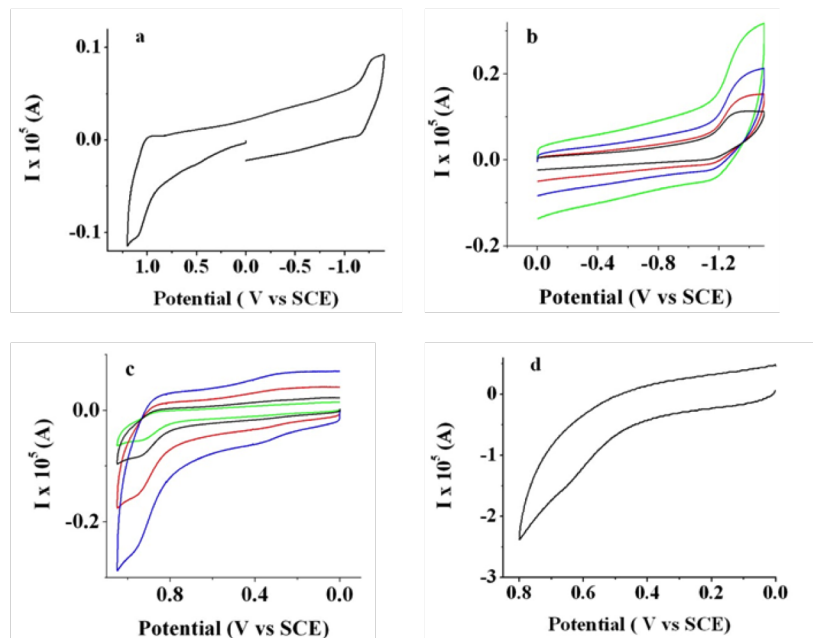 a
0.1
0.0
-0.1
I x 10⁵ (A)
1.0 0.5 0.0 -0.5 -1.0
Potential ( V vs SCE)
b
0.2
0.0
-0.2
I x 10⁵ (A)
0.0 -0.4 -0.8 -1.2
Potential (V vs SCE)
c
0.0
-0.2
I x 10⁵ (A)
0.8 0.4 0.0
Potential (V vs SCE)
d
0
-1
-2
-3
I x 10⁵ (A)
0.8 0.6 0.4 0.2 0.0
Potential (V vs SCE)